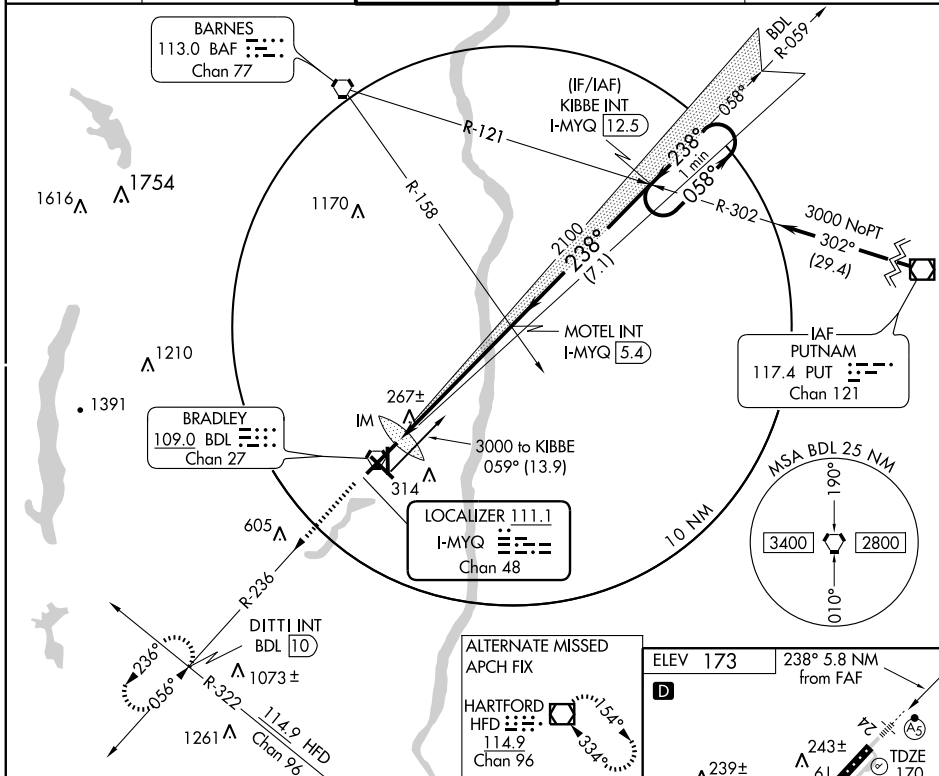 BARNES
113.0 BAF
Chan 77
BDL
R-059
(IF/IAF)
KIBBE INT
I-MYQ 12.5
058°
238°
1 min
058°
R-121
R-158
R-302
3000 NoPT
302°
(29.4)
1616
1754
1170
2100
238°
(7.1)
MOTEL INT
I-MYQ 5.4
IAF
PUTNAM
117.4 PUT
Chan 121
1210
1391
267±
IM
BRADLEY
109.0 BDL
Chan 27
3000 to KIBBE
059° (13.9)
314
MSA BDL 25 NM
190°
3400
2800
010°
LOCALIZER 111.1
I-MYQ
Chan 48
10 NM
605
R-236
DITTI INT
BDL 10
236°
056°
1073±
R-322
114.9 HFD
Chan 96
1261
ALTERNATE MISSED
APCH FIX
HARTFORD
HFD
114.9
Chan 96
154°
334°
ELEV 173
238° 5.8 NM
from FAF
D
24
A5
TDZE
170
243±
P
239±